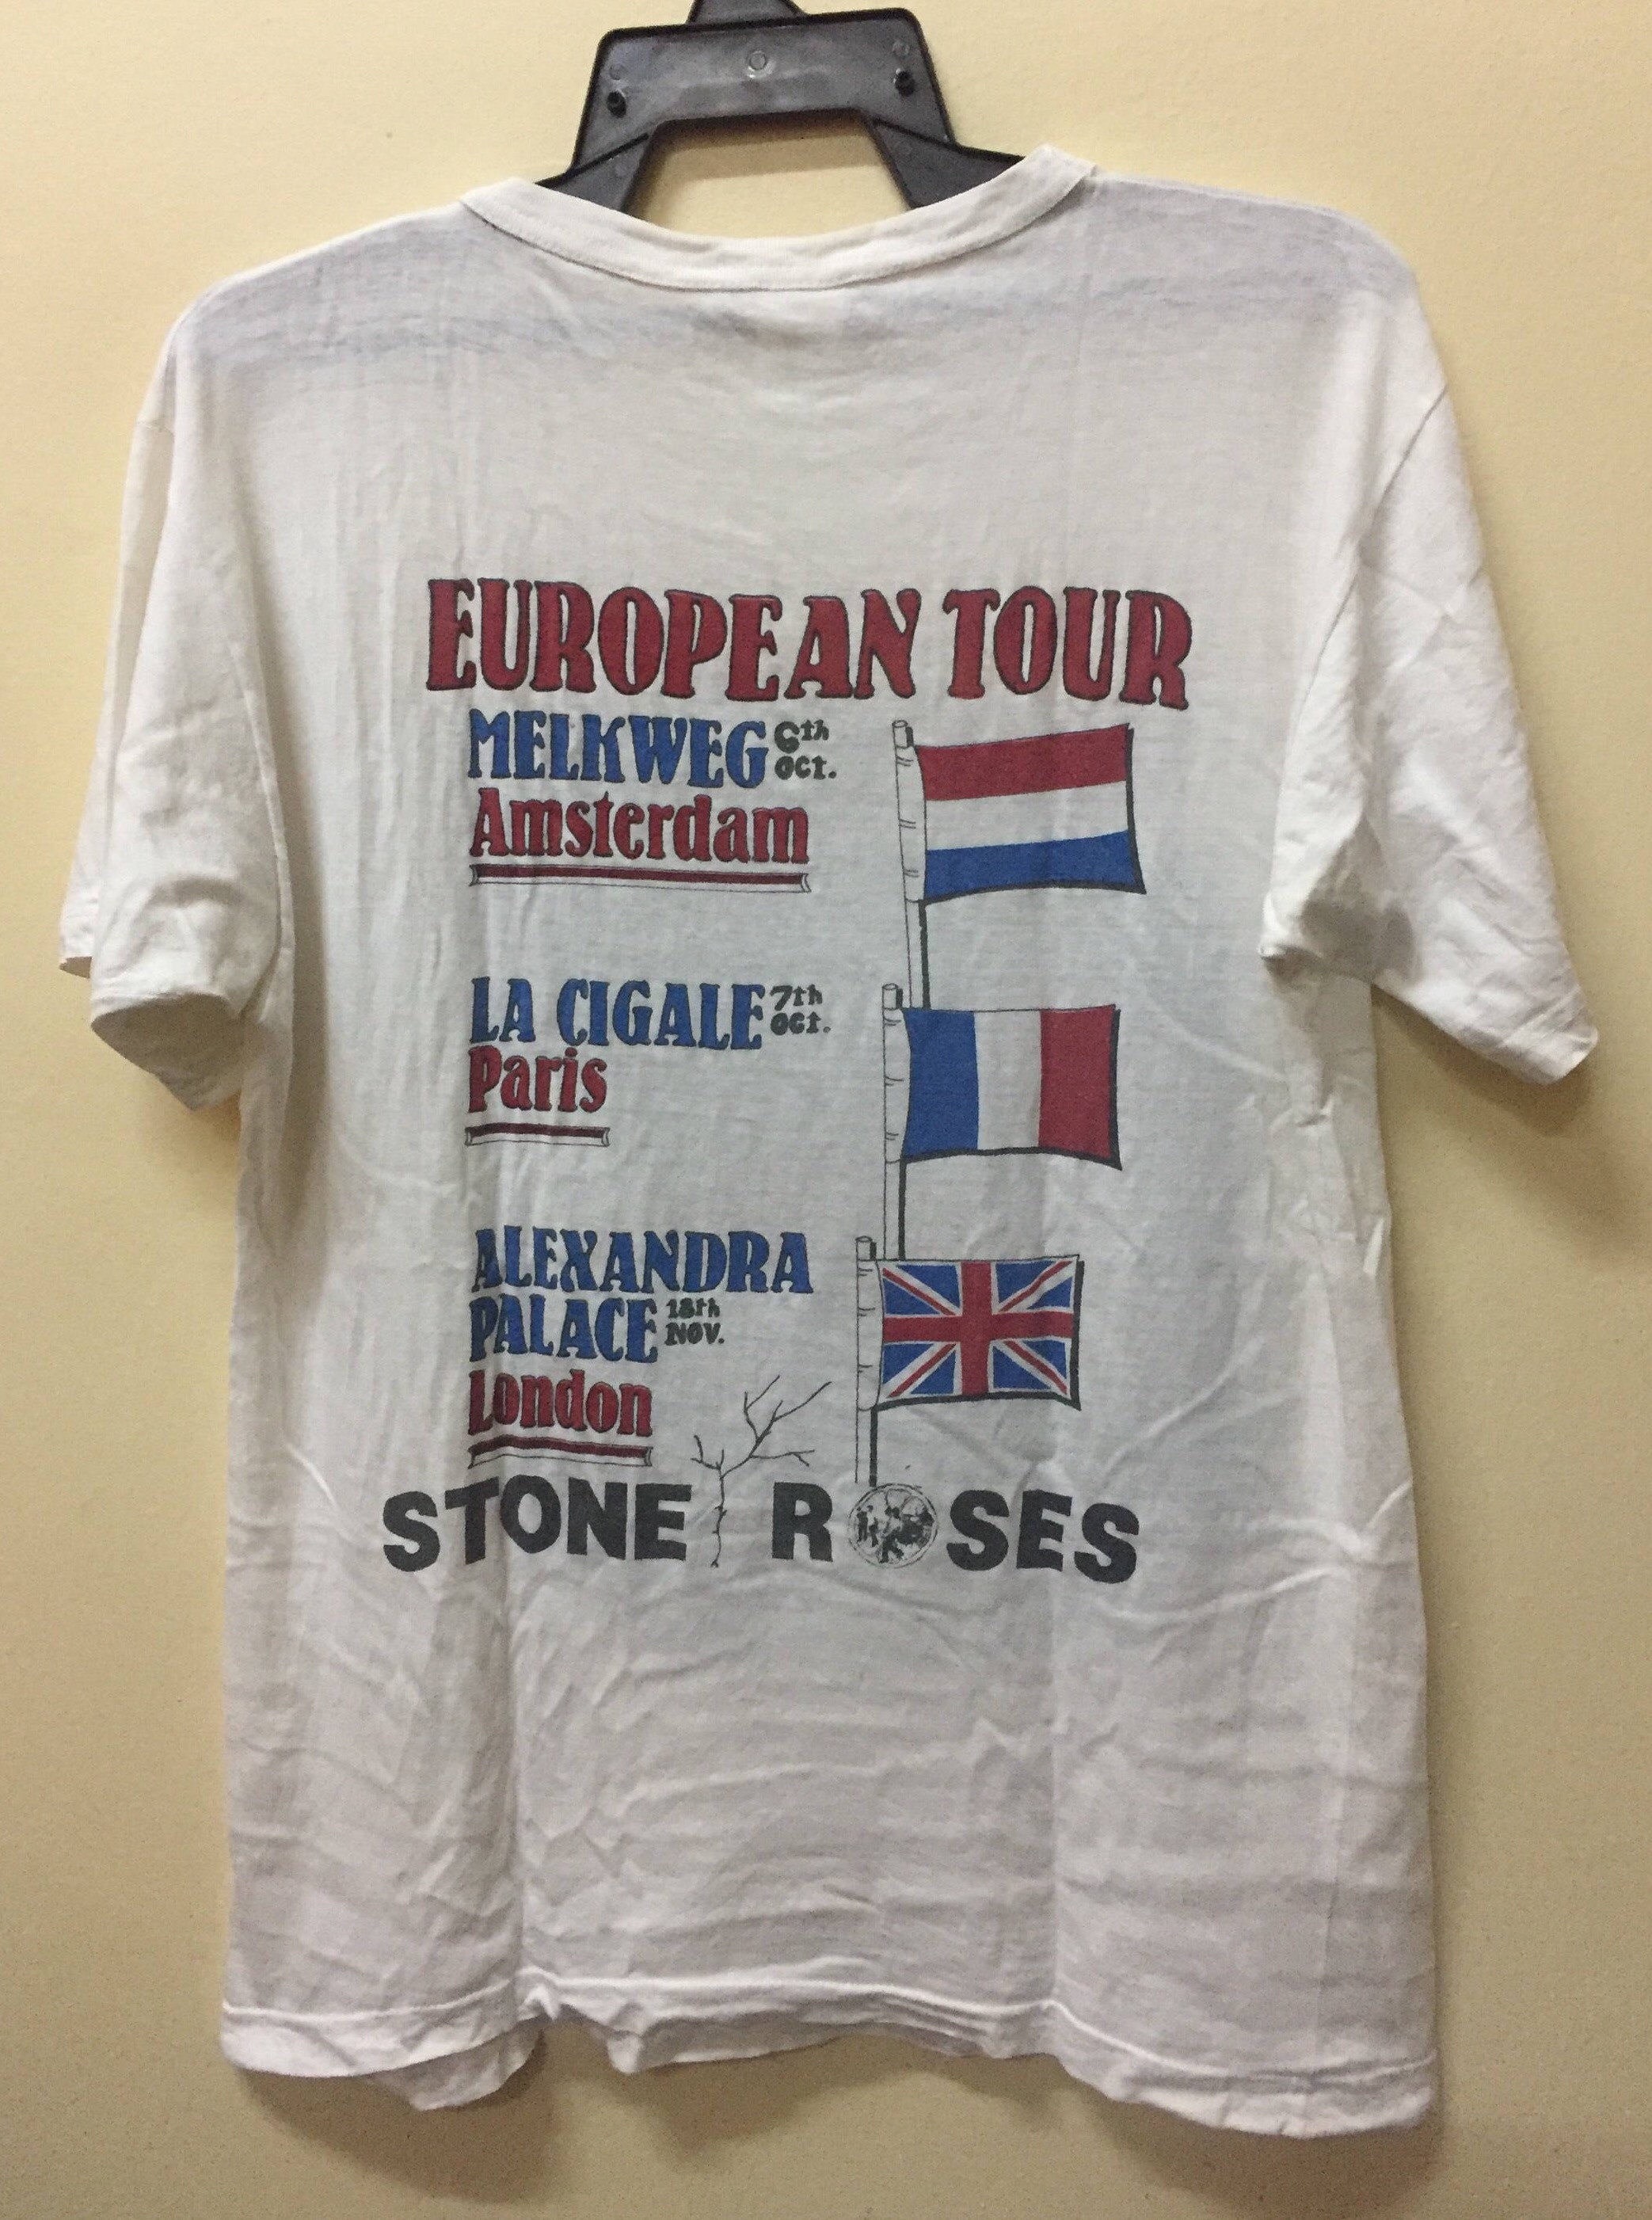 EUROPEAN TOUR
MELKWEG 6th Oct.
Amsterdam
LA CIGALE 7th Oct.
Paris
ALEXANDRA
PALACE 18th Nov.
London
STONE ROSES